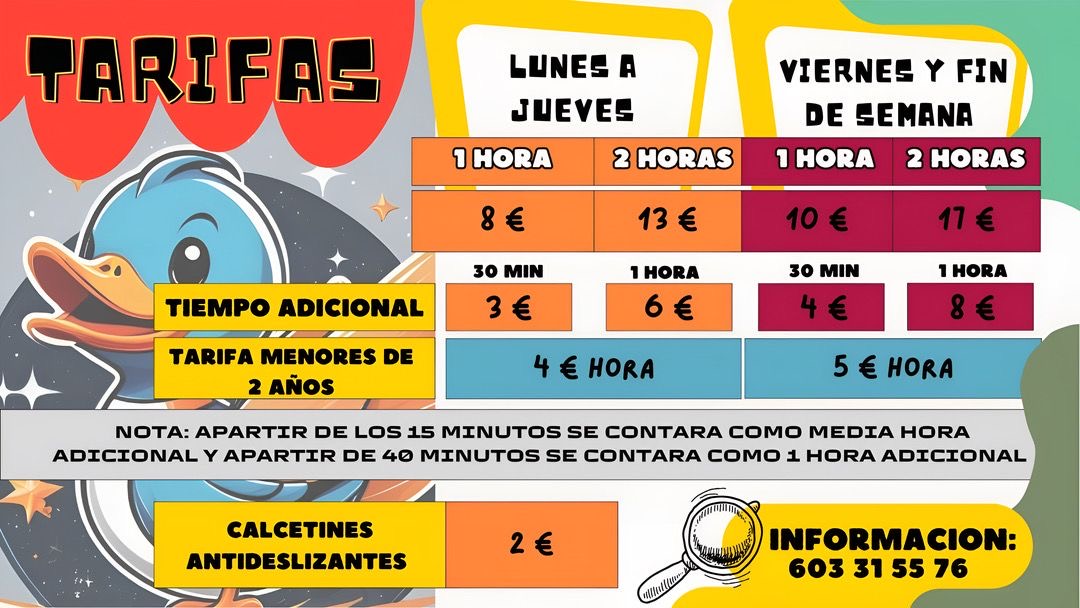 TARIFAS
LUNES A
JUEVES
VIERNES Y FIN
DE SEMANA
1 HORA 2 HORAS 1 HORA 2 HORAS
8 € 13 € 10 € 17 €
30 MIN 1 HORA 30 MIN 1 HORA
TIEMPO ADICIONAL 3 € 6 € 4 € 8 €
TARIFA MENORES DE
2 AÑOS
4 € HORA 5 € HORA
NOTA: APARTIR DE LOS 15 MINUTOS SE CONTARA COMO MEDIA HORA
ADICIONAL Y APARTIR DE 40 MINUTOS SE CONTARA COMO 1 HORA ADICIONAL
CALCETINES
ANTIDESLIZANTES
2 €
INFORMACION:
603 31 55 76